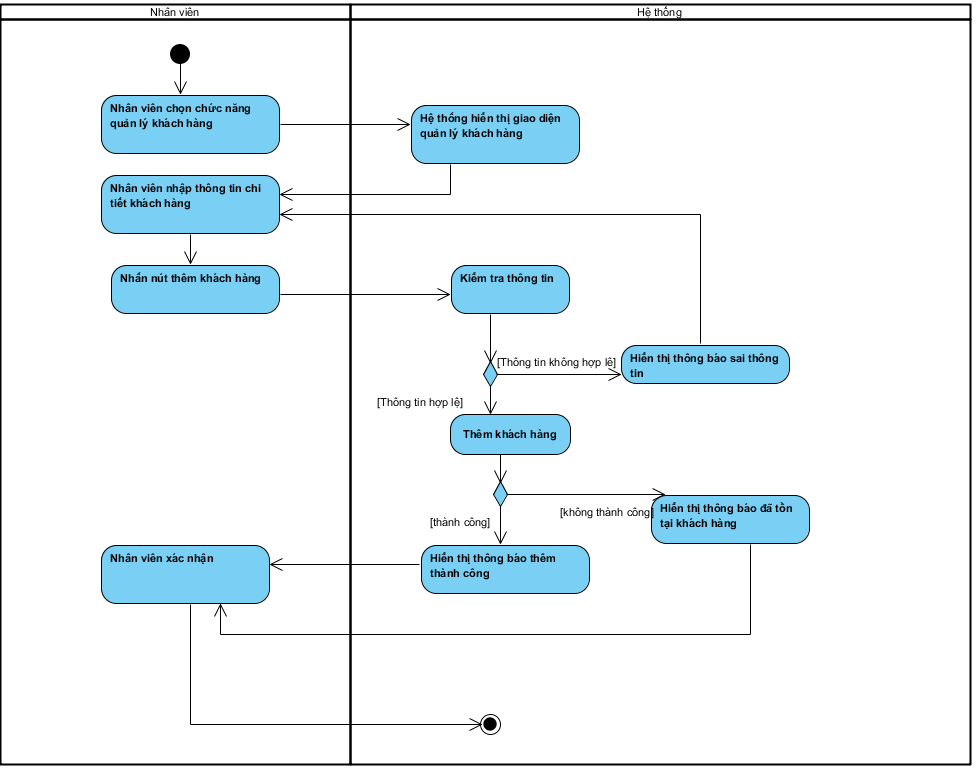 Nhân viên
Hệ thống
Nhân viên chọn chức năng
quản lý khách hàng
Hệ thống hiển thị giao diện
quản lý khách hàng
Nhân viên nhập thông tin chi
tiết khách hàng
Nhấn nút thêm khách hàng
Kiểm tra thông tin
[Thông tin không hợp lệ]
Hiển thị thông báo sai thông
tin
[Thông tin hợp lệ]
Thêm khách hàng
[không thành công]
Hiển thị thông báo đã tồn
tại khách hàng
[thành công]
Nhân viên xác nhận
Hiển thị thông báo thêm
thành công